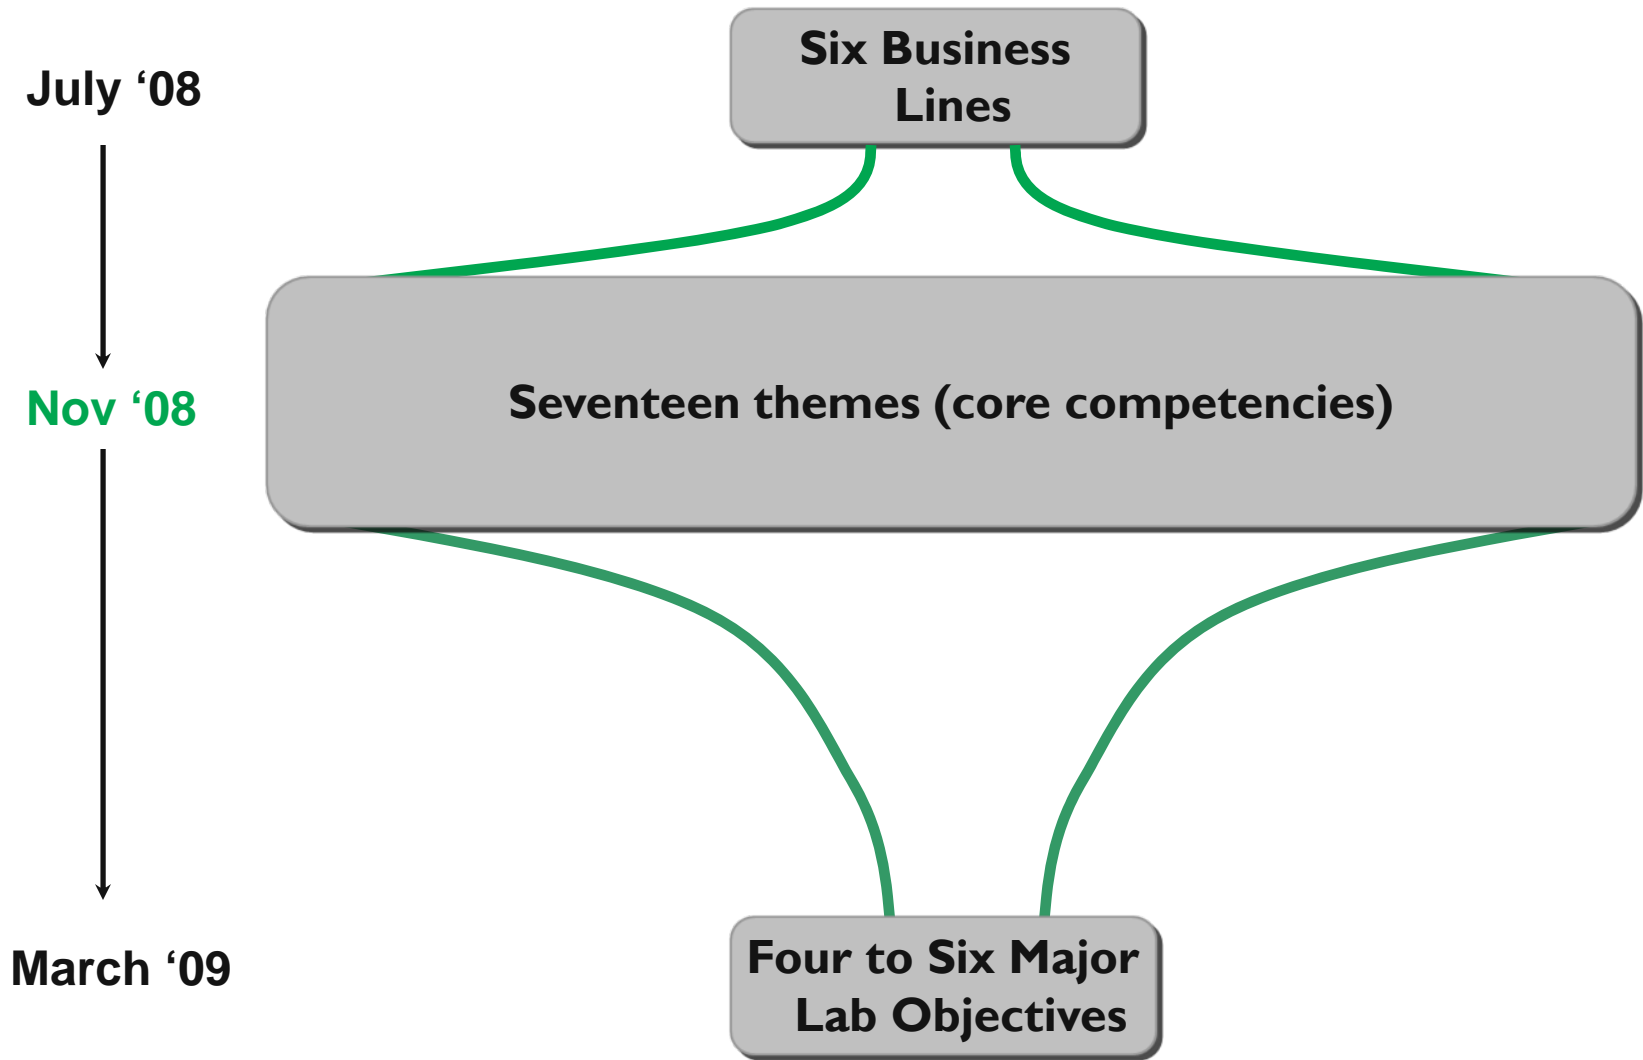 July ‘08
Six Business
Lines
Nov ‘08
Seventeen themes (core competencies)
March ‘09
Four to Six Major
Lab Objectives